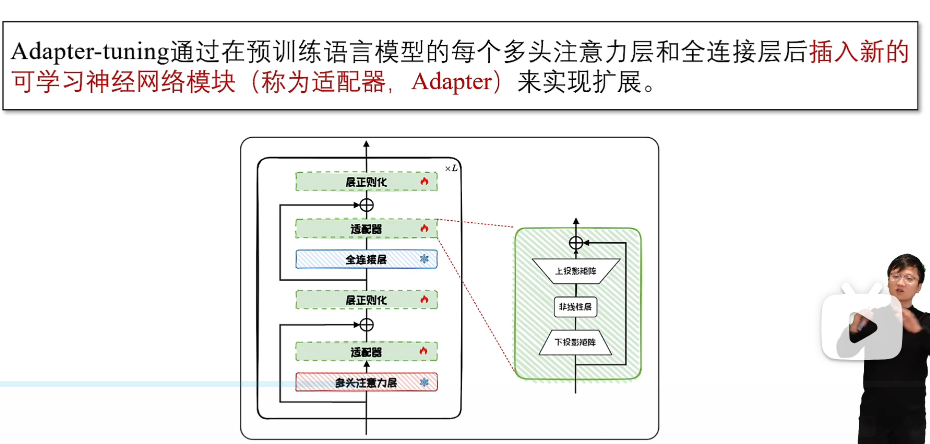 Adapter-tuning通过在预训练语言模型的每个多头注意力层和全连接层后插入新的
可学习神经网络模块（称为适配器，Adapter）来实现扩展。
×L
层正则化
适配器
全连接层
层正则化
适配器
多头注意力层
上投影矩阵
非线性层
下投影矩阵